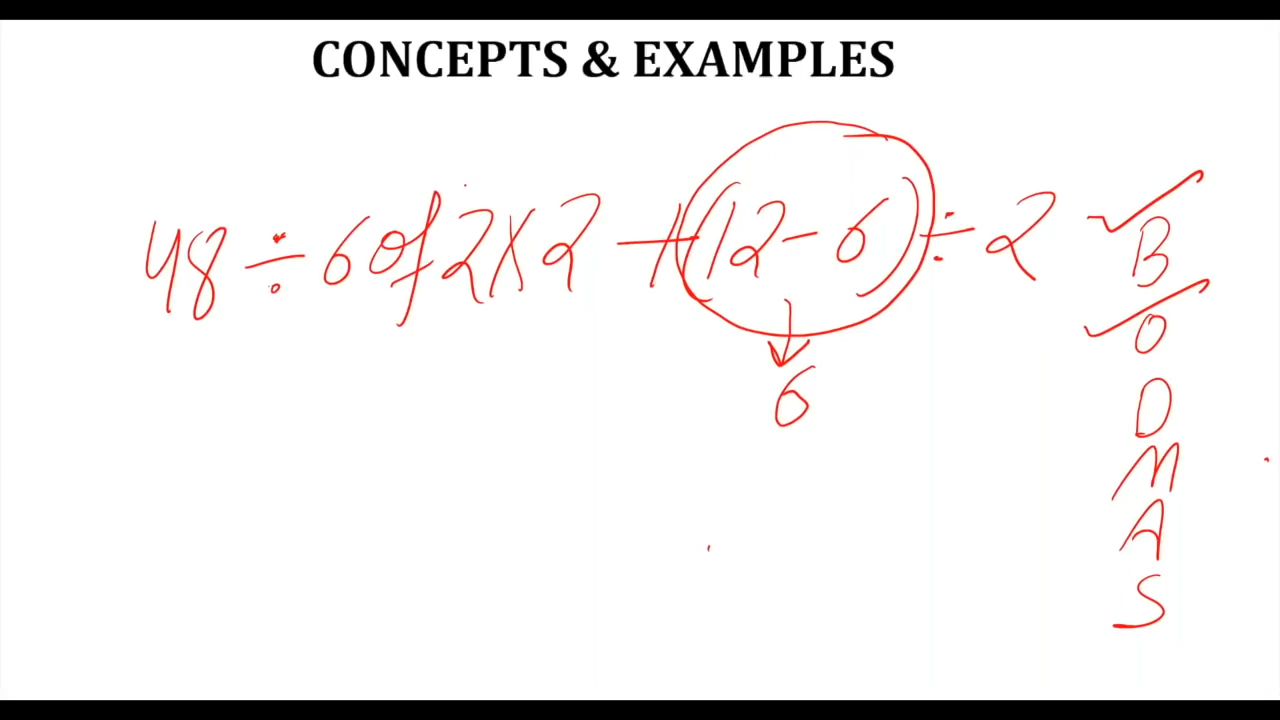 CONCEPTS & EXAMPLES
48 ÷ 6 of 2 × 2 + (12 - 6) ÷ 2
6
B
O
D
M
A
S